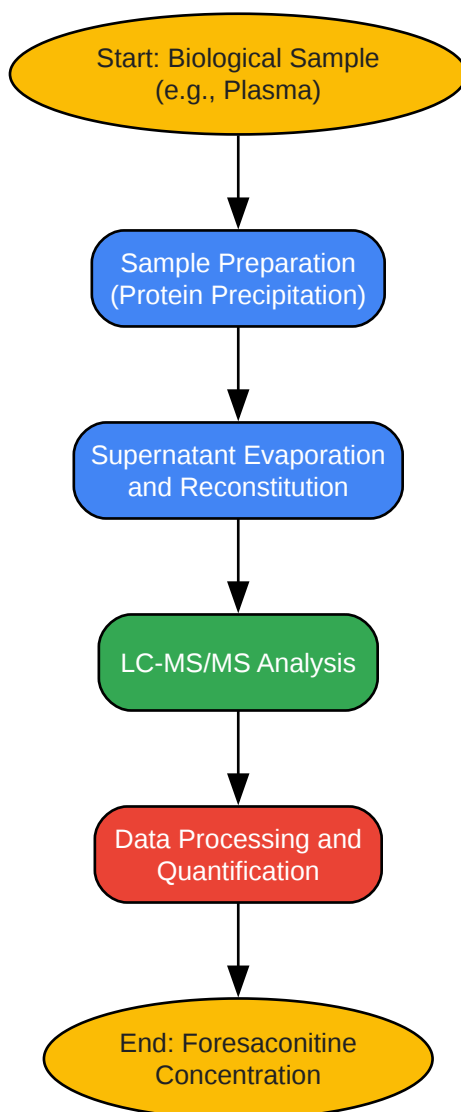 Start: Biological Sample
(e.g., Plasma)
Sample Preparation
(Protein Precipitation)
Supernatant Evaporation
and Reconstitution
LC-MS/MS Analysis
Data Processing and
Quantification
End: Foresaconitine
Concentration